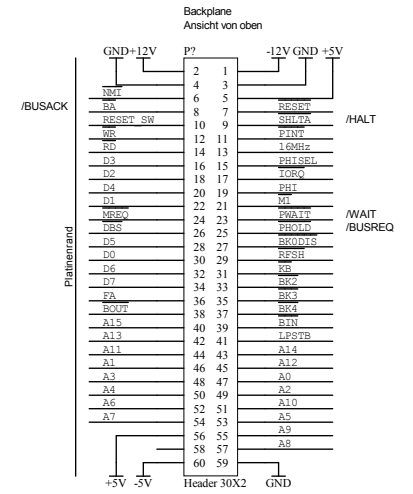 Backplane
Ansicht von oben
GND +12V P? -12V GND +5V
2 1
4 3
NMI 6 5
/BUSACK BA 8 7 RESET
RESET_SW 10 9 SHLTA /HALT
WR 12 11 PINT
RD 14 13 16MHz
D3 16 15 PHISEL
D2 18 17 IORQ
D4 20 19 PHI
D1 22 21 M1
MREQ 24 23 PWAIT /WAIT
DBS 26 25 PHOLD /BUSREQ
D5 28 27 BK0DIS
D0 30 29 RFSH
D6 32 31 KB
D7 34 33 BK2
FA 36 35 BK3
BOUT 38 37 BK4
A15 40 39 BIN
A13 42 41 LPSTB
A11 44 43 A14
A1 46 45 A12
A3 48 47 A0
A4 50 49 A2
A6 52 51 A10
A7 54 53 A5
56 55 A9
58 57 A8
60 59
+5V -5V Header 30X2 GND
Platinenrand